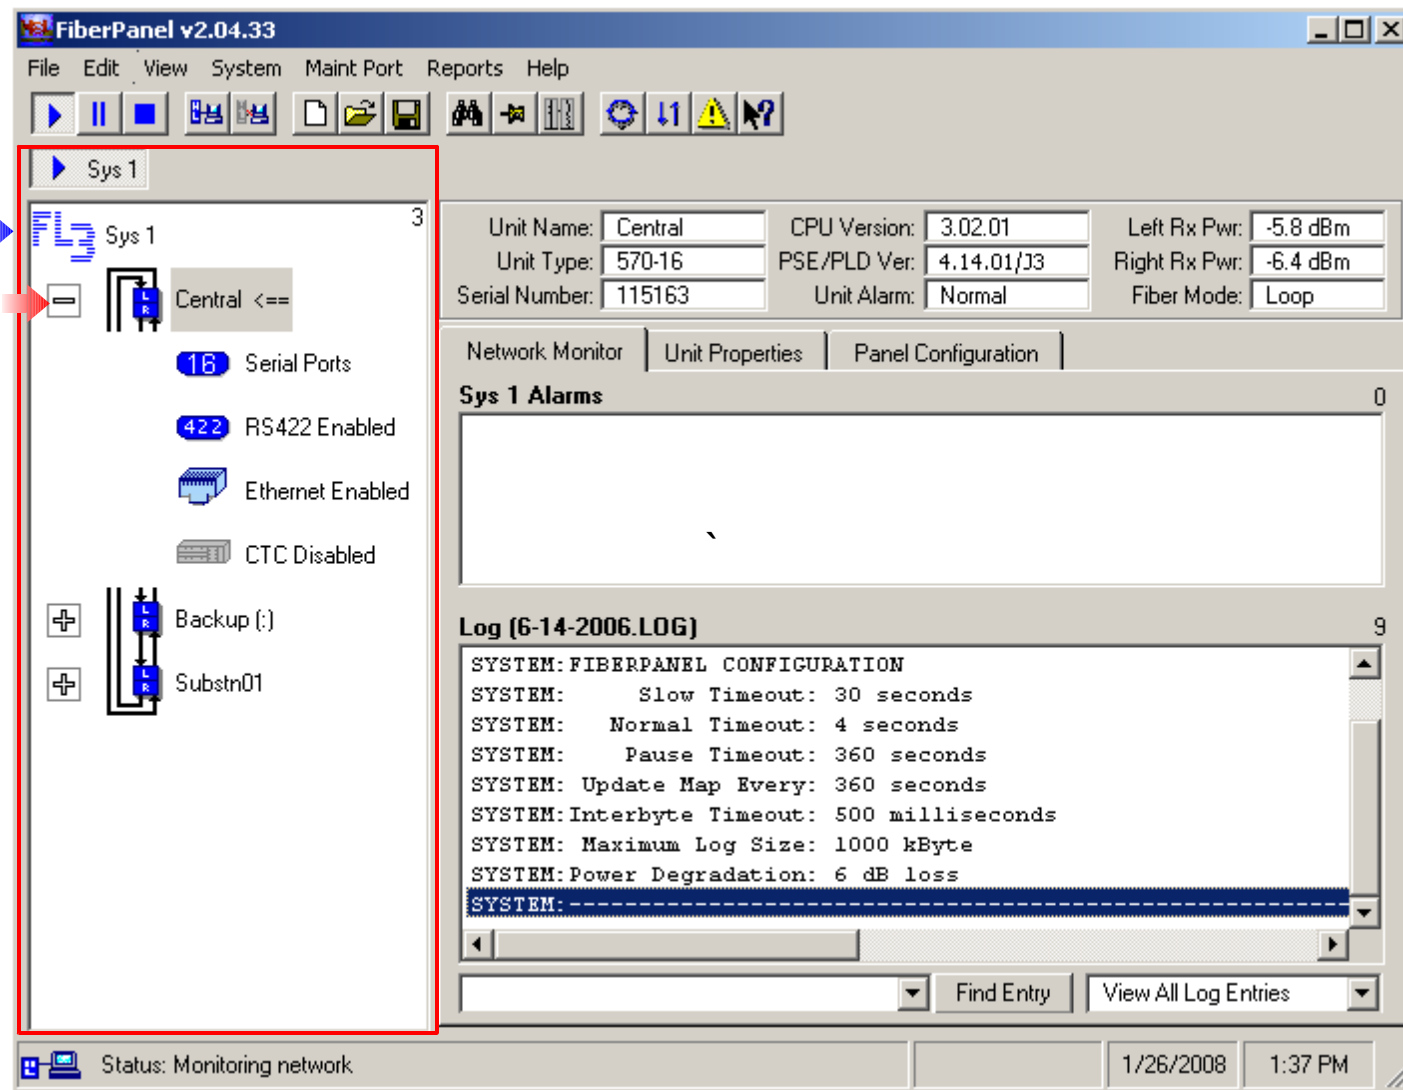 FiberPanel v2.04.33
File Edit View System Maint Port Reports Help
Sys 1
FL3 Sys 1 3
Central <==
16 Serial Ports
422 RS422 Enabled
Ethernet Enabled
CTC Disabled
L R Backup (:)
L R Substn01
Unit Name: Central CPU Version: 3.02.01 Left Rx Pwr: -5.8 dBm
Unit Type: 570-16 PSE/PLD Ver: 4.14.01/J3 Right Rx Pwr: -6.4 dBm
Serial Number: 115163 Unit Alarm: Normal Fiber Mode: Loop
Network Monitor Unit Properties Panel Configuration
Sys 1 Alarms 0
`
Log (6-14-2006.LOG) 9
SYSTEM:FIBERPANEL CONFIGURATION
SYSTEM: Slow Timeout: 30 seconds
SYSTEM: Normal Timeout: 4 seconds
SYSTEM: Pause Timeout: 360 seconds
SYSTEM: Update Map Every: 360 seconds
SYSTEM:Interbyte Timeout: 500 milliseconds
SYSTEM: Maximum Log Size: 1000 kByte
SYSTEM:Power Degradation: 6 dB loss
SYSTEM:-------------------------------------------------------
Find Entry View All Log Entries
Status: Monitoring network 1/26/2008 1:37 PM